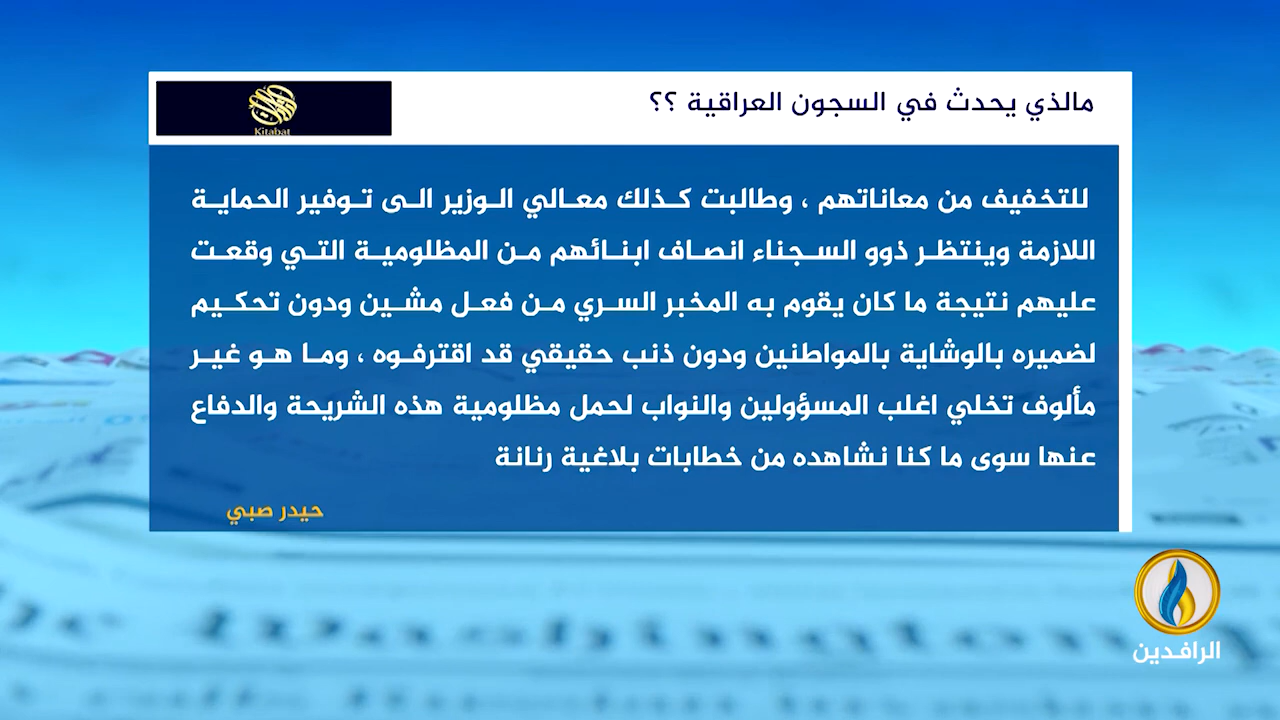 مالذي يحدث في السجون العراقية ؟؟
Kitabat
للتخفيف من معاناتهم ، وطالبت كذلك معالي الوزير الى توفير الحماية
اللازمة وينتظر ذوو السجناء انصاف ابنائهم من المظلومية التي وقعت
عليهم نتيجة ما كان يقوم به المخبر السري من فعل مشين ودون تحكيم
لضميره بالوشاية بالمواطنين ودون ذنب حقيقي قد اقترفوه ، وما هو غير
مألوف تخلي اغلب المسؤولين والنواب لحمل مظلومية هذه الشريحة والدفاع
عنها سوى ما كنا نشاهده من خطابات بلاغية رنانة
حيدر صبي
الرافدين